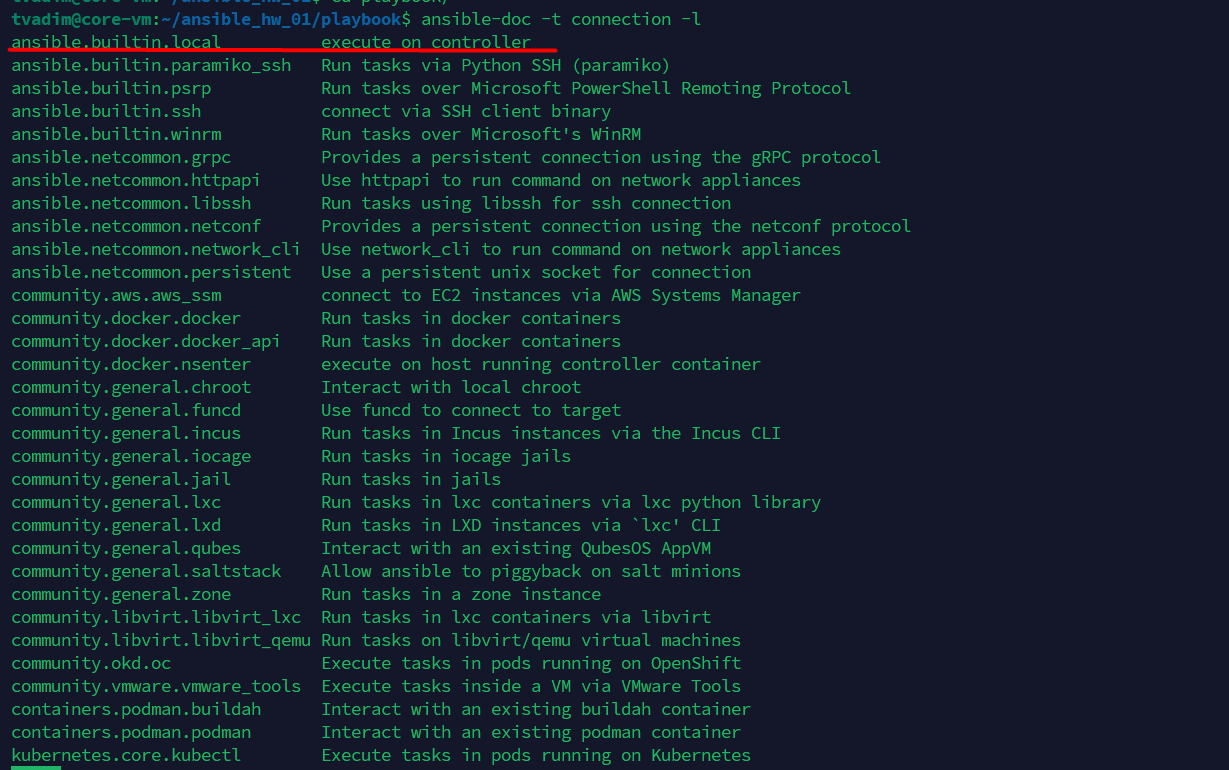 tvadim@core-vm:~/ansible_hw_01$ cd playbook/
tvadim@core-vm:~/ansible_hw_01/playbook$ ansible-doc -t connection -l
ansible.builtin.local          execute on controller
ansible.builtin.paramiko_ssh   Run tasks via Python SSH (paramiko)
ansible.builtin.psrp           Run tasks over Microsoft PowerShell Remoting Protocol
ansible.builtin.ssh            connect via SSH client binary
ansible.builtin.winrm          Run tasks over Microsoft's WinRM
ansible.netcommon.grpc         Provides a persistent connection using the gRPC protocol
ansible.netcommon.httpapi      Use httpapi to run command on network appliances
ansible.netcommon.libssh       Run tasks using libssh for ssh connection
ansible.netcommon.netconf      Provides a persistent connection using the netconf protocol
ansible.netcommon.network_cli  Use network_cli to run command on network appliances
ansible.netcommon.persistent   Use a persistent unix socket for connection
community.aws.aws_ssm          connect to EC2 instances via AWS Systems Manager
community.docker.docker        Run tasks in docker containers
community.docker.docker_api    Run tasks in docker containers
community.docker.nsenter       execute on host running controller container
community.general.chroot       Interact with local chroot
community.general.funcd        Use funcd to connect to target
community.general.incus        Run tasks in Incus instances via the Incus CLI
community.general.iocage       Run tasks in iocage jails
community.general.jail         Run tasks in jails
community.general.lxc          Run tasks in lxc containers via lxc python library
community.general.lxd          Run tasks in LXD instances via `lxc' CLI
community.general.qubes        Interact with an existing QubesOS AppVM
community.general.saltstack    Allow ansible to piggyback on salt minions
community.general.zone         Run tasks in a zone instance
community.libvirt.libvirt_lxc  Run tasks in lxc containers via libvirt
community.libvirt.libvirt_qemu Run tasks on libvirt/qemu virtual machines
community.okd.oc               Execute tasks in pods running on OpenShift
community.vmware.vmware_tools  Execute tasks inside a VM via VMware Tools
containers.podman.buildah      Interact with an existing buildah container
containers.podman.podman       Interact with an existing podman container
kubernetes.core.kubectl        Execute tasks in pods running on Kubernetes